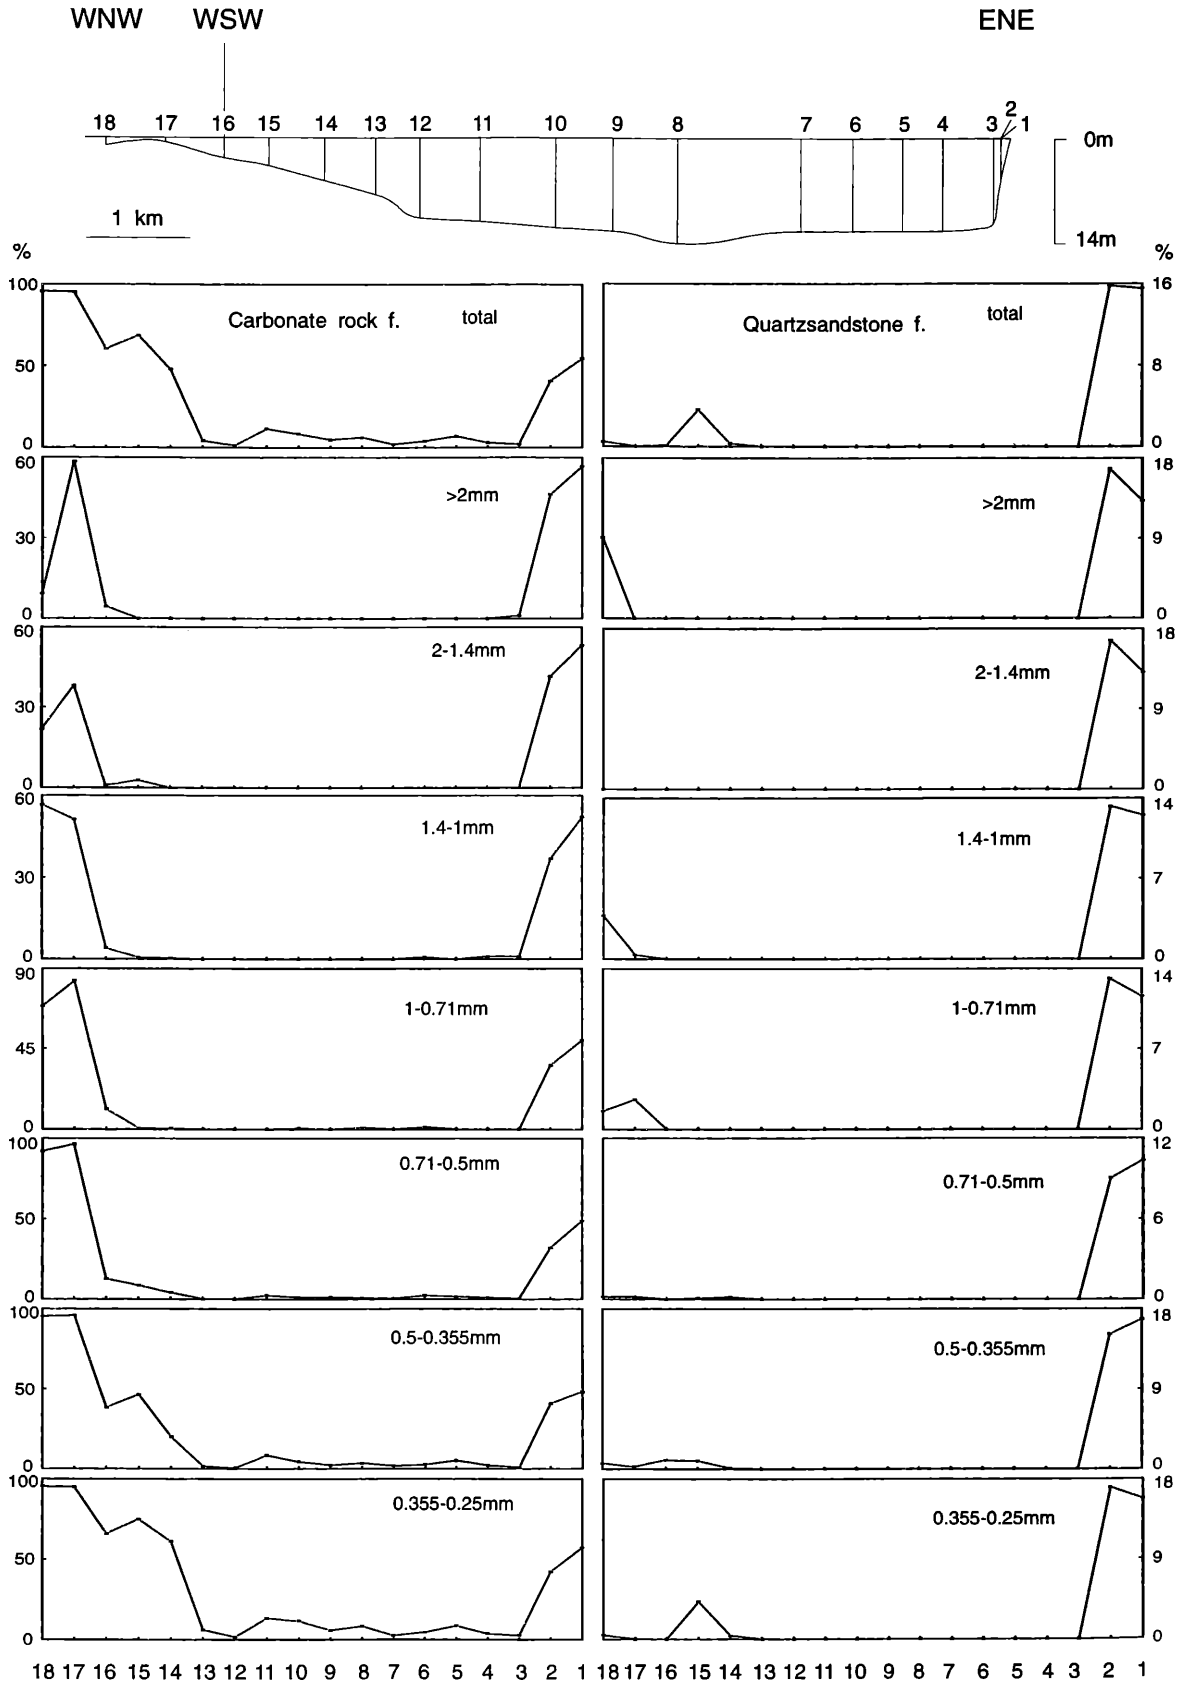 WNW WSW ENE
2
18 17 16 15 14 13 12 11 10 9 8 7 6 5 4 3 1
0m
1 km
14m
% %
100 Carbonate rock f. total Quartzsandstone f. total 16
50 8
0 0
60 >2mm >2mm 18
30 9
0 0
60 2-1.4mm 2-1.4mm 18
30 9
0 0
60 1.4-1mm 1.4-1mm 14
30 7
0 0
90 1-0.71mm 1-0.71mm 14
45 7
0 0
100 0.71-0.5mm 0.71-0.5mm 12
50 6
0 0
100 0.5-0.355mm 0.5-0.355mm 18
50 9
0 0
100 0.355-0.25mm 0.355-0.25mm 18
50 9
0 0
18 17 16 15 14 13 12 11 10 9 8 7 6 5 4 3 2 1 18 17 16 15 14 13 12 11 10 9 8 7 6 5 4 3 2 1